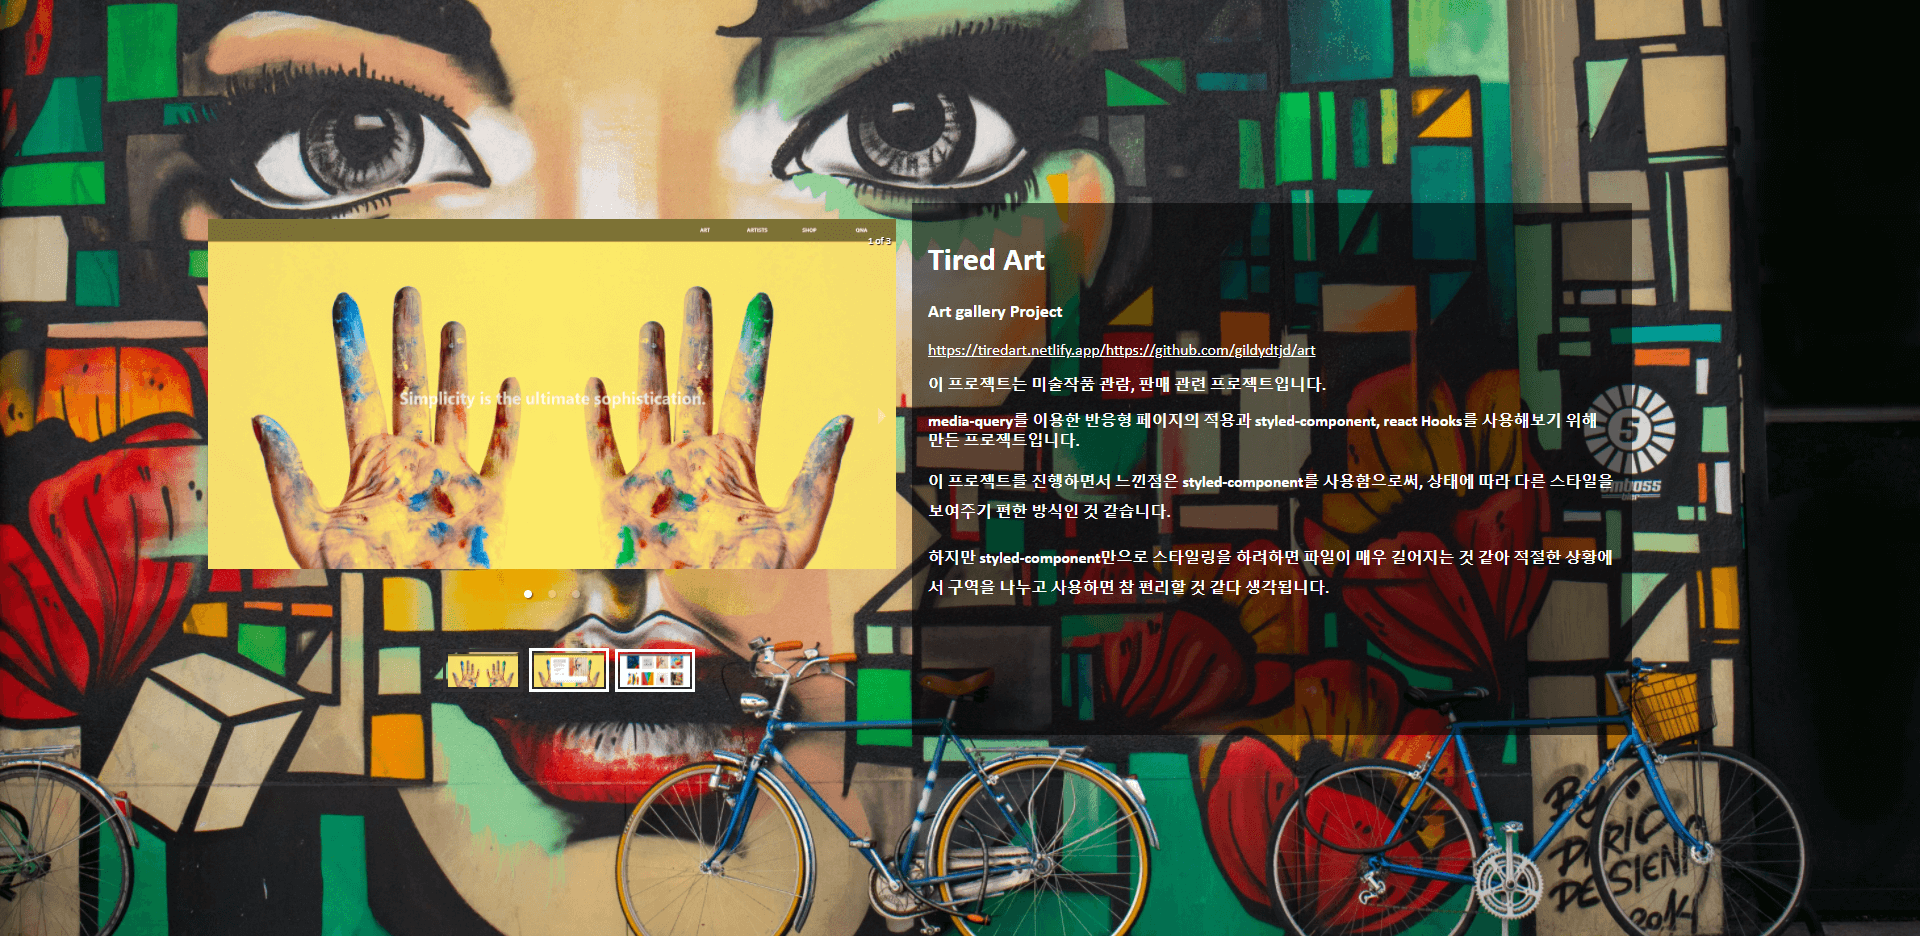 ART ARTISTS SHOP QNA
1 of 3
Simplicity is the ultimate sophistication.
Tired Art
Art gallery Project
https://tiredart.netlify.app/https://github.com/gildydtjd/art
이 프로젝트는 미술작품 관람, 판매 관련 프로젝트입니다.
media-query를 이용한 반응형 페이지의 적용과 styled-component, react Hooks를 사용해보기 위해
만든 프로젝트입니다.
이 프로젝트를 진행하면서 느낀점은 styled-component를 사용함으로써, 상태에 따라 다른 스타일을
보여주기 편한 방식인 것 같습니다.
하지만 styled-component만으로 스타일링을 하려하면 파일이 매우 길어지는 것 같아 적절한 상황에
서 구역을 나누고 사용하면 참 편리할 것 같다 생각됩니다.
5
BY
DESIEN
2014